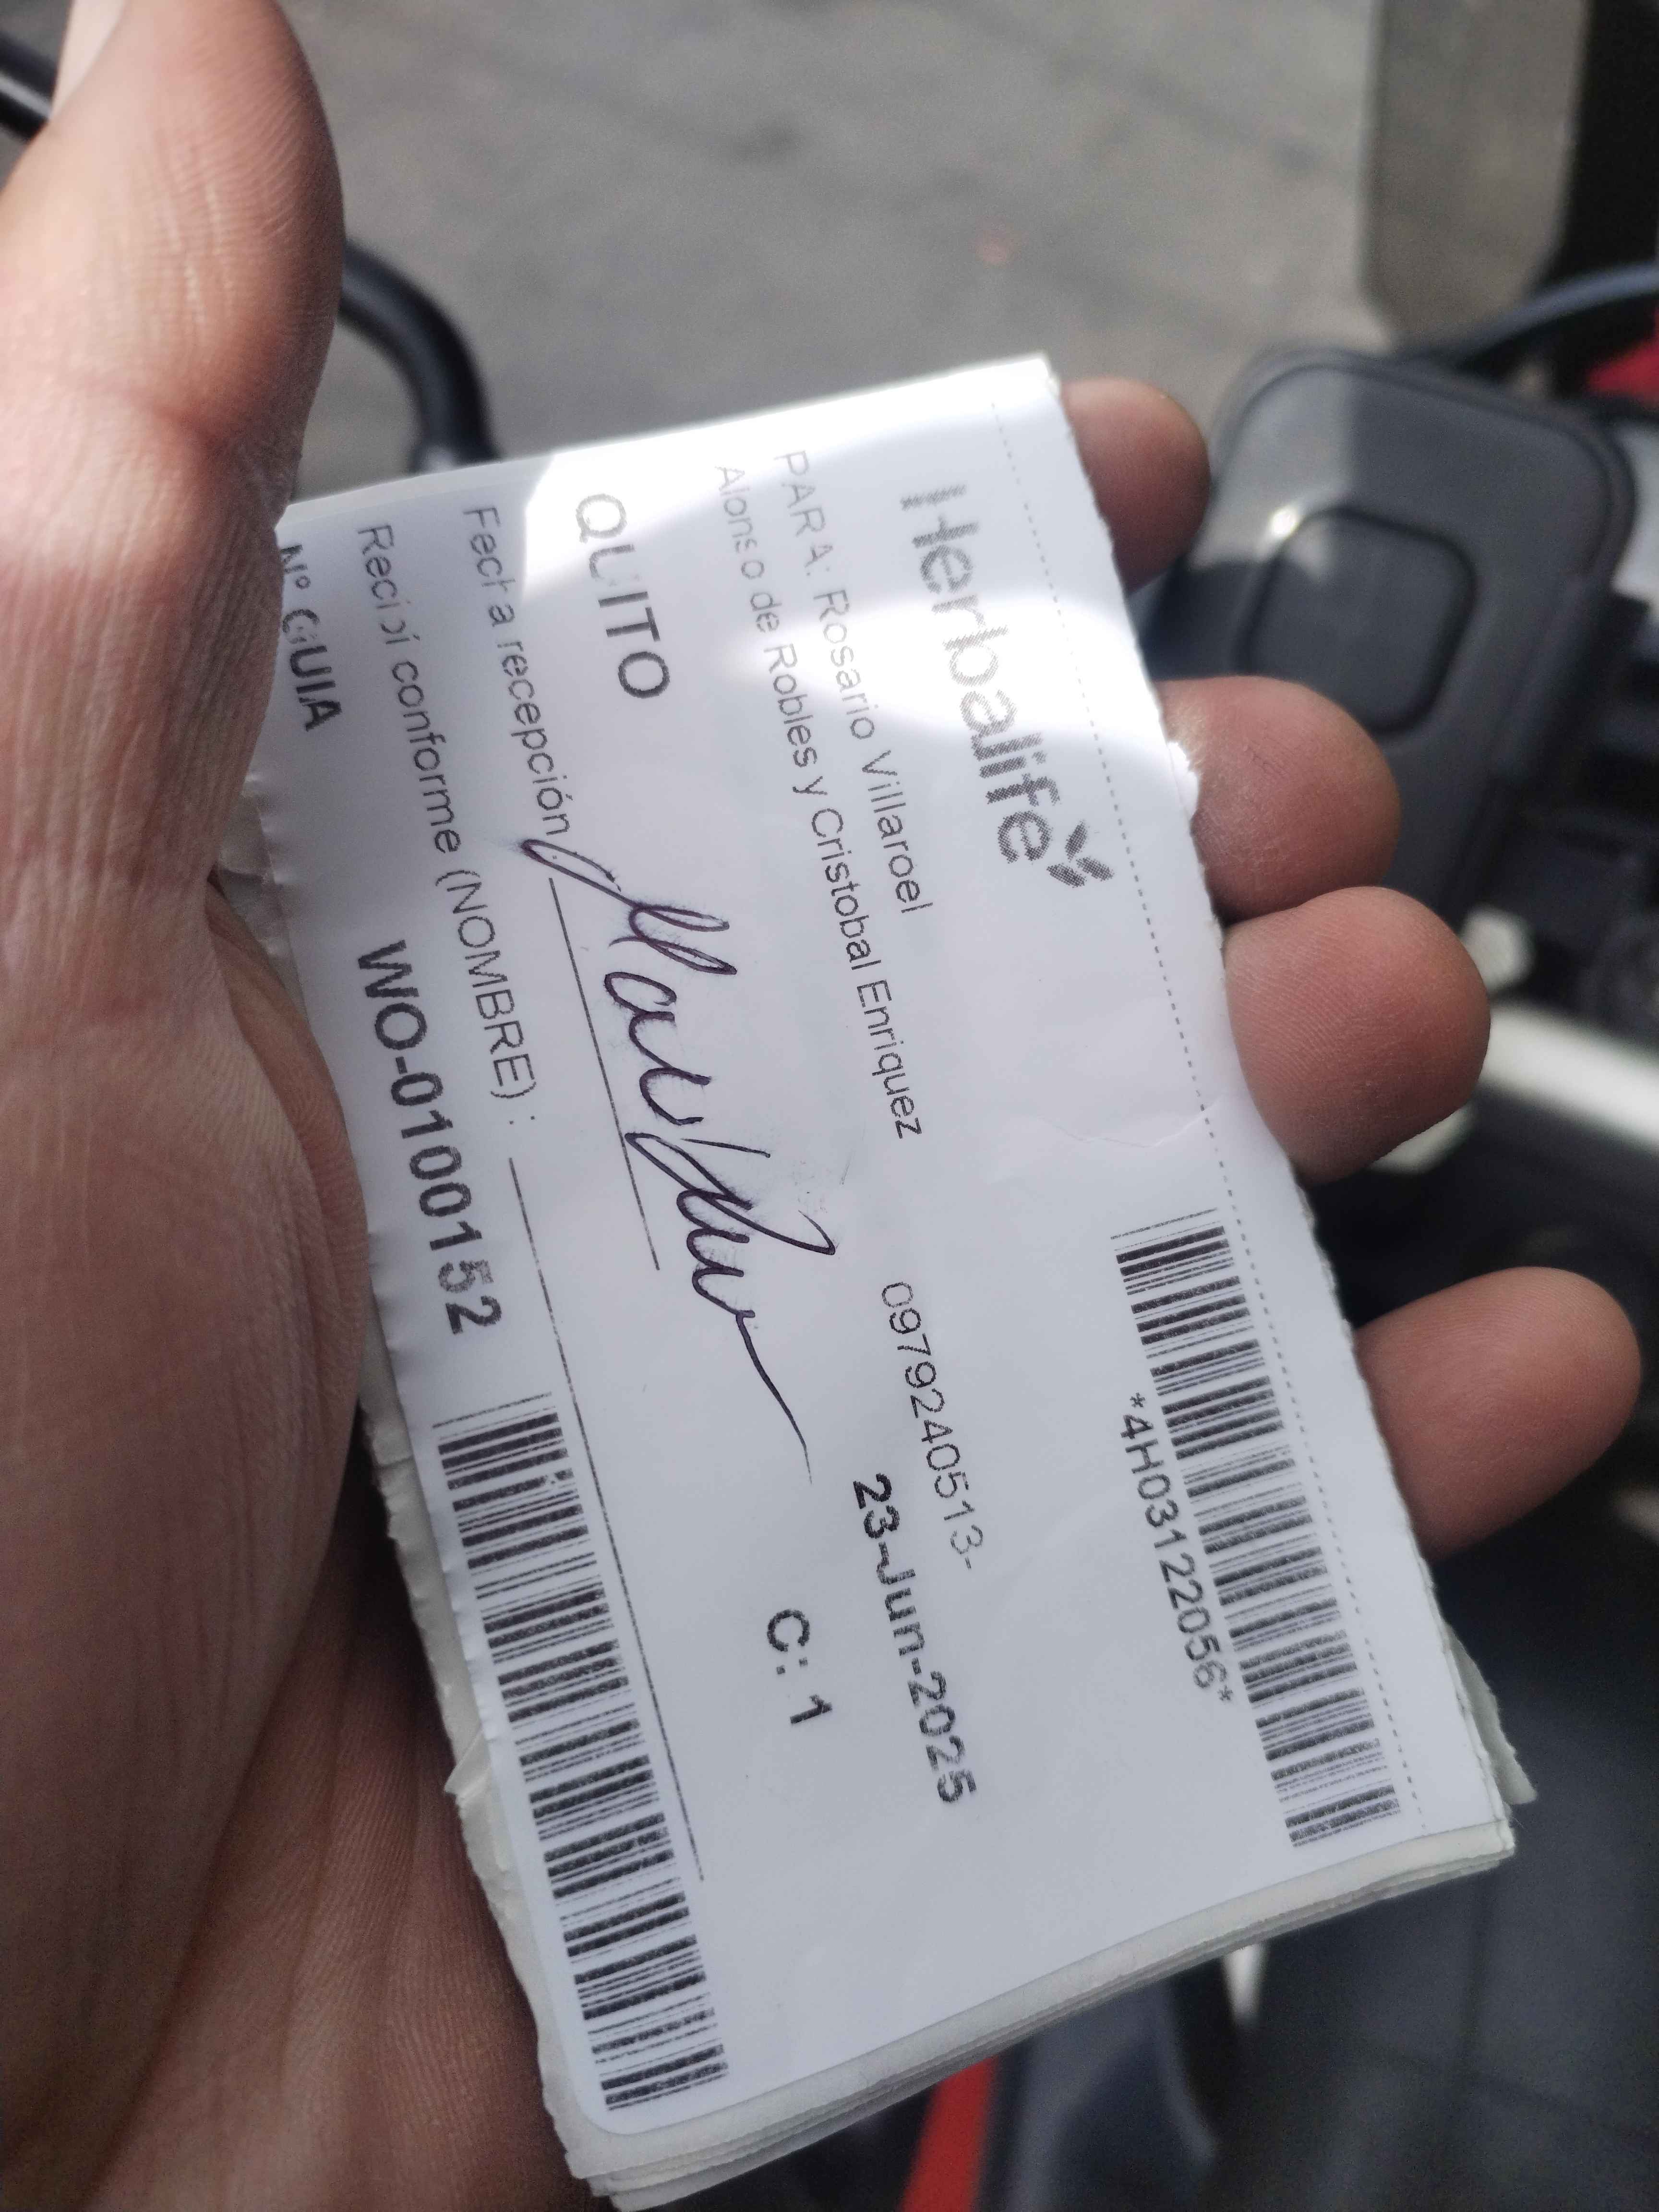 Herbalife
*4H03122056*
PARA: Rosario Villaroel
0979240513-
Alonso de Robles y Cristobal Enriquez
23-Jun-2025
QUITO
C: 1
Fecha recepción
Recibí conforme (NOMBRE) :
N° GUIA WO-0100152